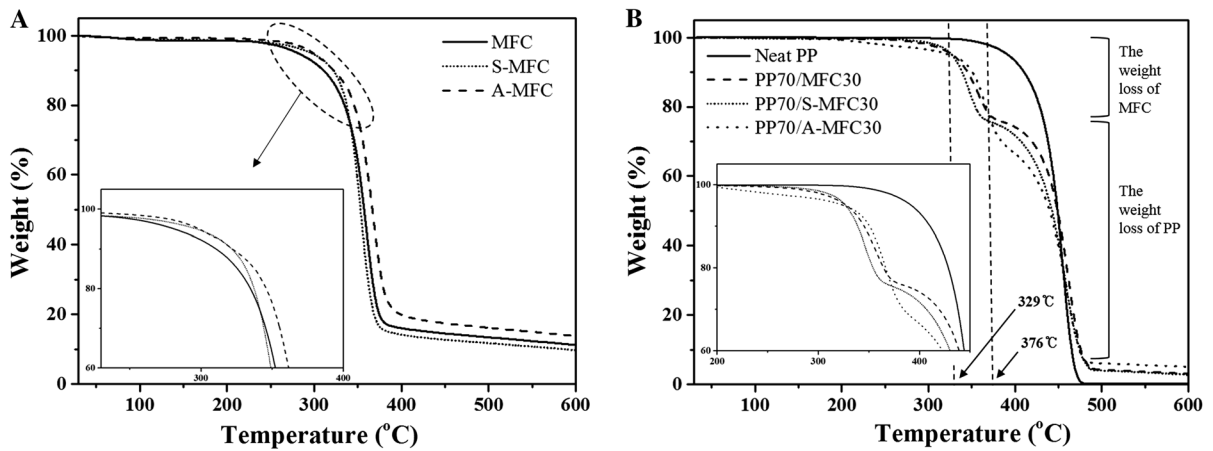 A
100
80
60
40
20
0
Weight (%)
MFC
S-MFC
A-MFC
100
80
60
300
400
100
200
300
400
500
600
Temperature (°C)
B
100
80
60
40
20
0
Weight (%)
Neat PP
PP70/MFC30
PP70/S-MFC30
PP70/A-MFC30
The
weight
loss of
MFC
The
weight
loss of PP
100
80
60
200
300
400
329℃
376℃
100
200
300
400
500
600
Temperature (°C)